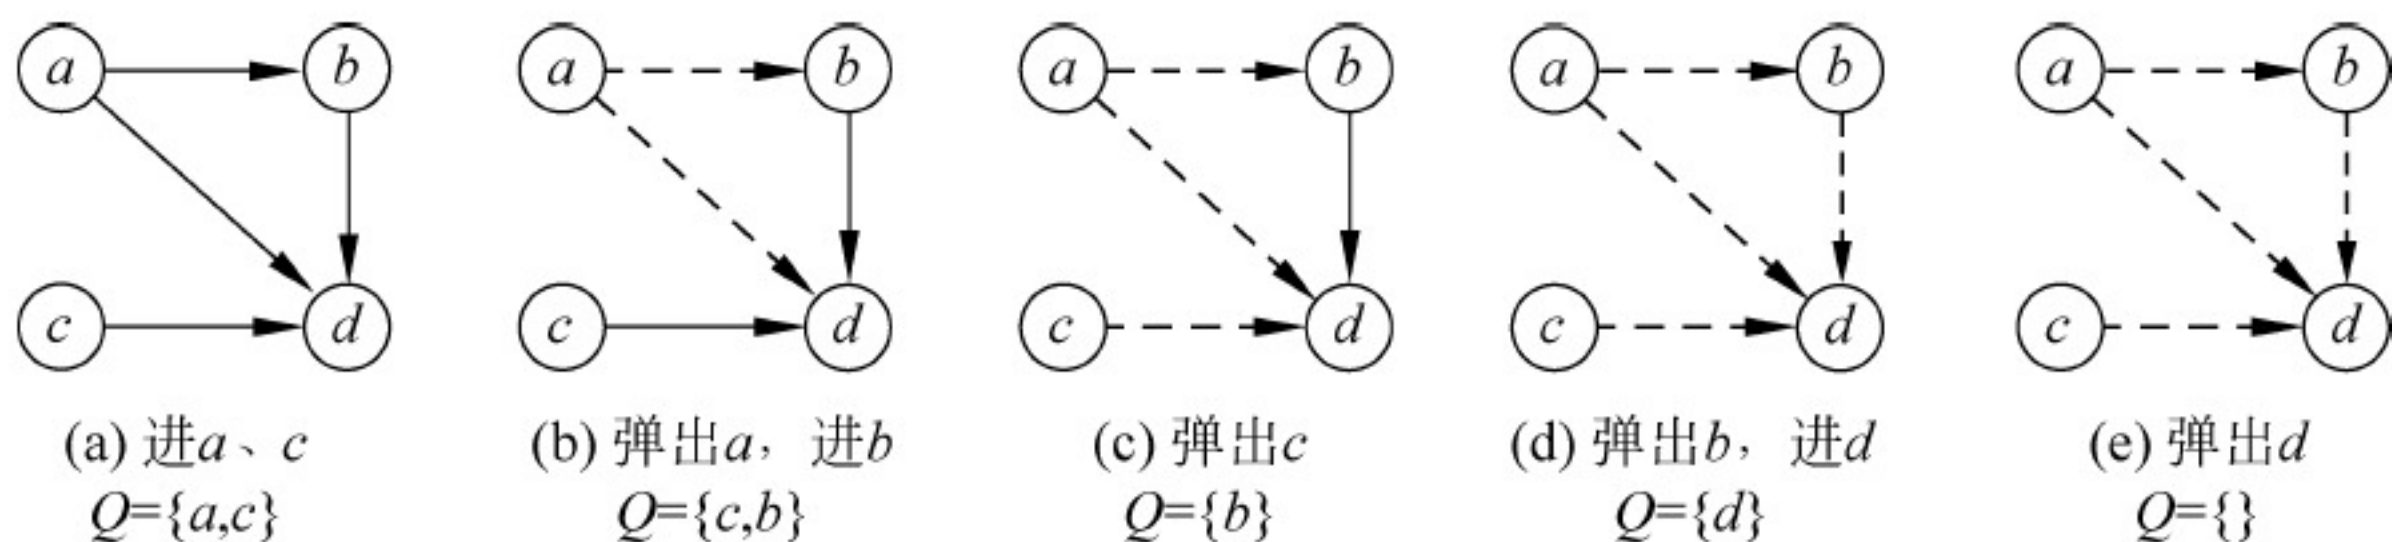 a b a b a b a b a b
c d c d c d c d c d
(a) 进a、c (b) 弹出a，进b (c) 弹出c (d) 弹出b，进d (e) 弹出d
Q={a,c} Q={c,b} Q={b} Q={d} Q={}